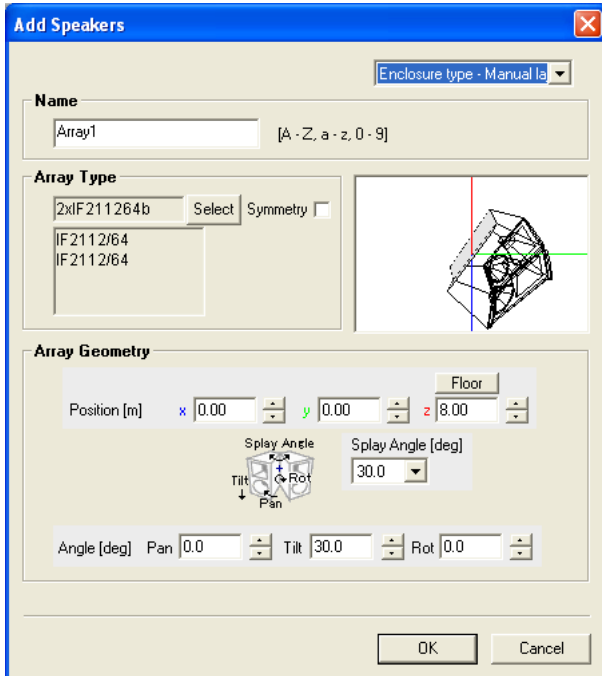 Add Speakers
Enclosure type - Manual la
Name
Array1 [A - Z, a - z, 0 - 9]
Array Type
2xIF211264b Select Symmetry
IF2112/64
IF2112/64
Array Geometry
Floor
Position [m] x 0.00 y 0.00 z 8.00
Splay Angle Splay Angle [deg]
Tilt Rot 30.0
Pan
Angle [deg] Pan 0.0 Tilt 30.0 Rot 0.0
OK Cancel